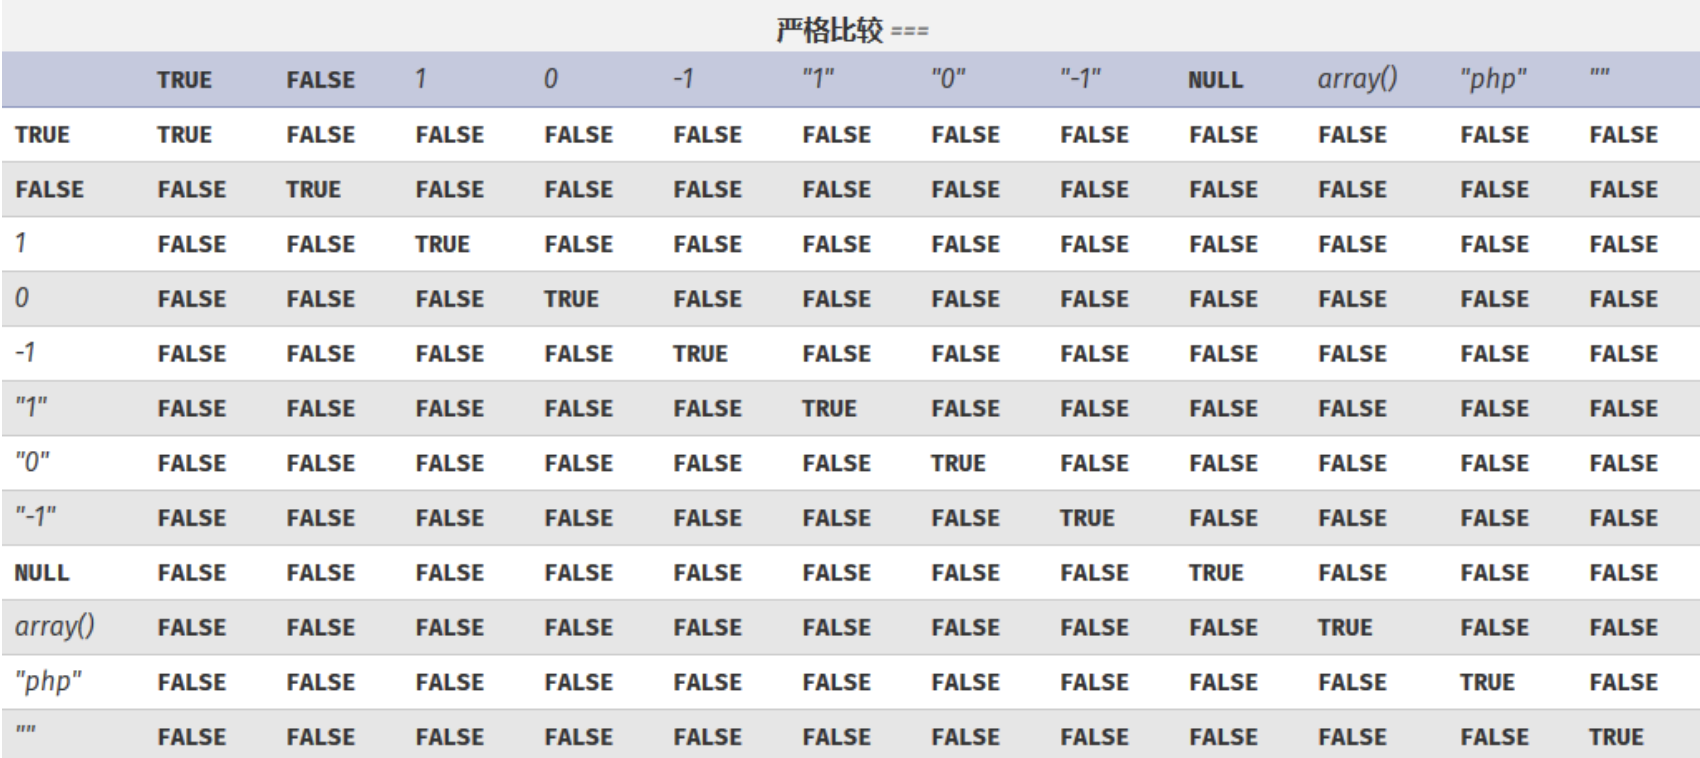 严格比较 ===
TRUE FALSE 1 0 -1 "1" "0" "-1" NULL array() "php" ""
TRUE TRUE FALSE FALSE FALSE FALSE FALSE FALSE FALSE FALSE FALSE FALSE FALSE
FALSE FALSE TRUE FALSE FALSE FALSE FALSE FALSE FALSE FALSE FALSE FALSE FALSE
1 FALSE FALSE TRUE FALSE FALSE FALSE FALSE FALSE FALSE FALSE FALSE FALSE
0 FALSE FALSE FALSE TRUE FALSE FALSE FALSE FALSE FALSE FALSE FALSE FALSE
-1 FALSE FALSE FALSE FALSE TRUE FALSE FALSE FALSE FALSE FALSE FALSE FALSE
"1" FALSE FALSE FALSE FALSE FALSE TRUE FALSE FALSE FALSE FALSE FALSE FALSE
"0" FALSE FALSE FALSE FALSE FALSE FALSE TRUE FALSE FALSE FALSE FALSE FALSE
"-1" FALSE FALSE FALSE FALSE FALSE FALSE FALSE TRUE FALSE FALSE FALSE FALSE
NULL FALSE FALSE FALSE FALSE FALSE FALSE FALSE FALSE TRUE FALSE FALSE FALSE
array() FALSE FALSE FALSE FALSE FALSE FALSE FALSE FALSE FALSE TRUE FALSE FALSE
"php" FALSE FALSE FALSE FALSE FALSE FALSE FALSE FALSE FALSE FALSE TRUE FALSE
"" FALSE FALSE FALSE FALSE FALSE FALSE FALSE FALSE FALSE FALSE FALSE TRUE